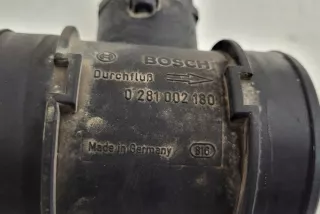 BOSCH
Durchfluß
0 281 002 180
Made in Germany